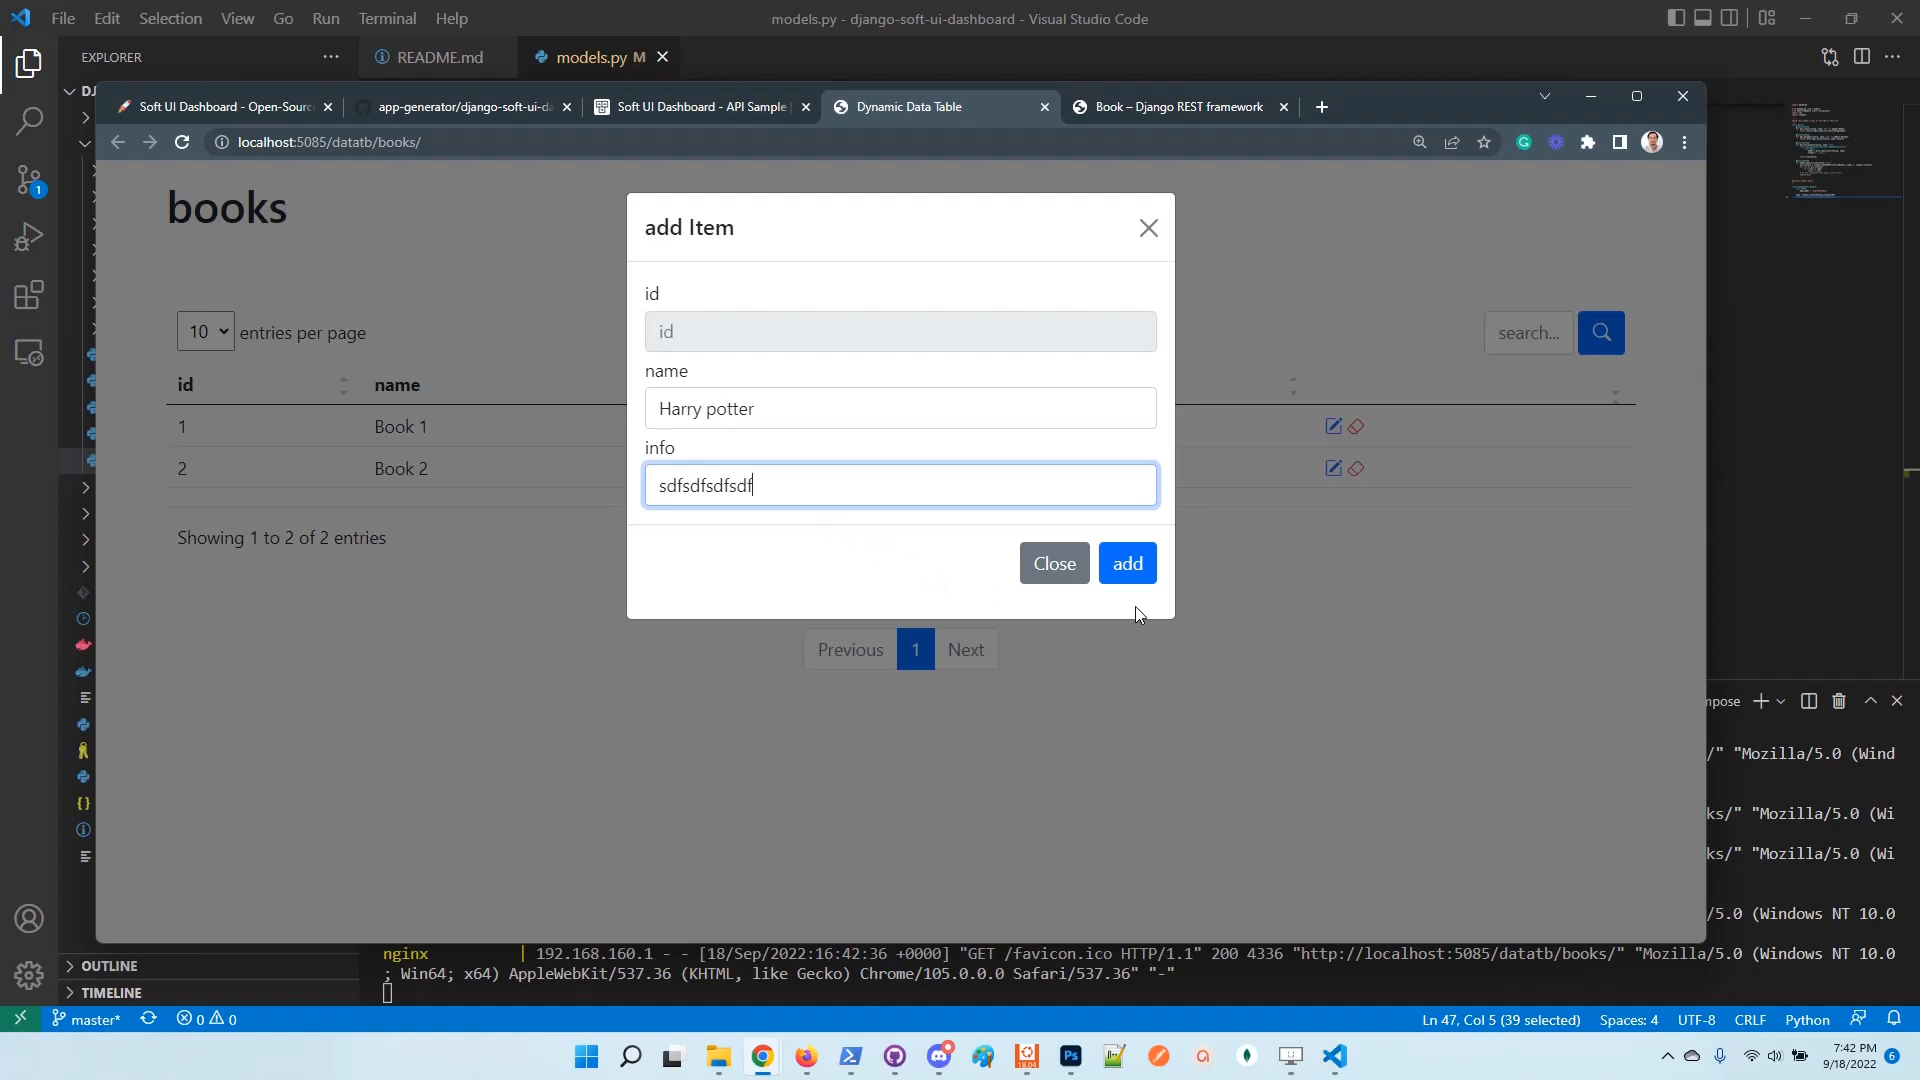 File Edit Selection View Go Run Terminal Help
models.py - django-soft-ui-dashboard - Visual Studio Code
EXPLORER
README.md
models.py M
DJ
Soft UI Dashboard - Open-Sourc
app-generator/django-soft-ui-da
Soft UI Dashboard - API Sample
Dynamic Data Table
Book – Django REST framework
localhost:5085/datatb/books/
books
10 entries per page
search...
id name
1 Book 1
2 Book 2
Showing 1 to 2 of 2 entries
Previous 1 Next
add Item
id
id
name
Harry potter
info
sdfsdfsdfsdf
Close add
mpose
/" "Mozilla/5.0 (Wind
ks/" "Mozilla/5.0 (Wi
ks/" "Mozilla/5.0 (Wi
/5.0 (Windows NT 10.0
nginx | 192.168.160.1 - - [18/Sep/2022:16:42:36 +0000] "GET /favicon.ico HTTP/1.1" 200 4336 "http://localhost:5085/datatb/books/" "Mozilla/5.0 (Windows NT 10.0
; Win64; x64) AppleWebKit/537.36 (KHTML, like Gecko) Chrome/105.0.0.0 Safari/537.36" "-"
OUTLINE
TIMELINE
1
master* 0 0
Ln 47, Col 5 (39 selected) Spaces: 4 UTF-8 CRLF Python
Ps
18.04
7:42 PM
9/18/2022
6